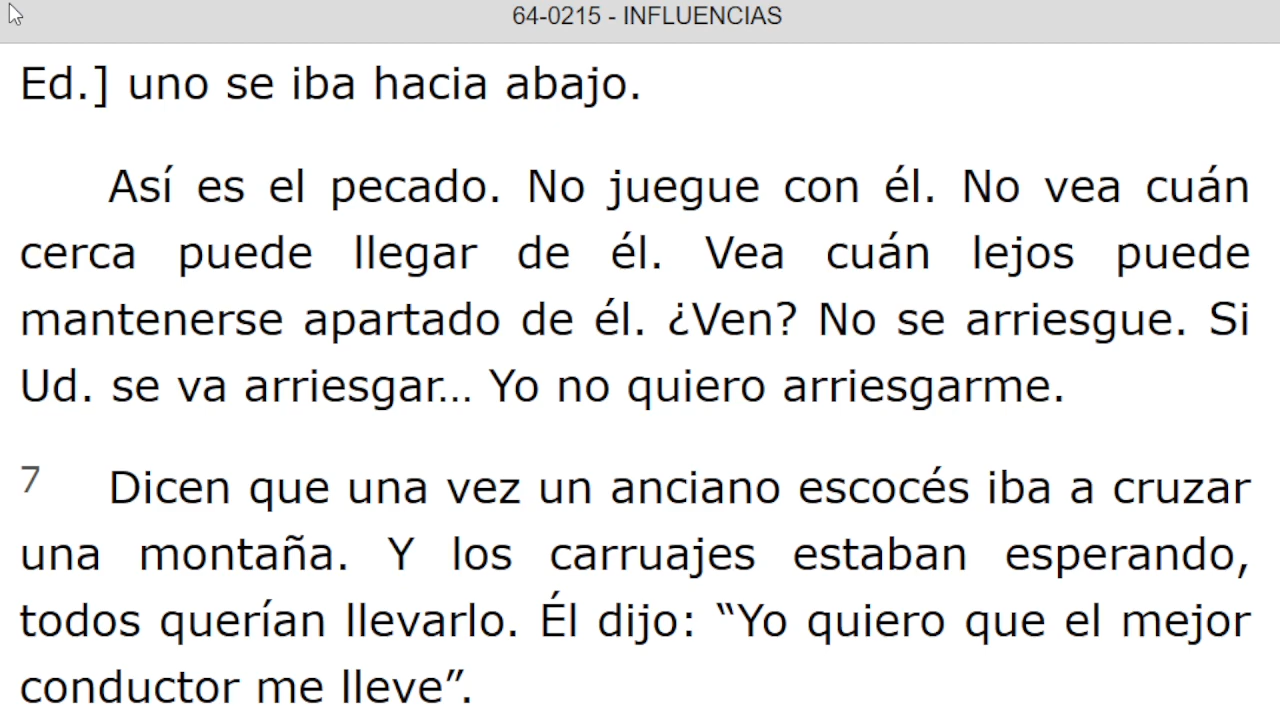 64-0215 - INFLUENCIAS
Ed.] uno se iba hacia abajo.
Así es el pecado. No juegue con él. No vea cuán
cerca puede llegar de él. Vea cuán lejos puede
mantenerse apartado de él. ¿Ven? No se arriesgue. Si
Ud. se va arriesgar… Yo no quiero arriesgarme.
7 Dicen que una vez un anciano escocés iba a cruzar
una montaña. Y los carruajes estaban esperando,
todos querían llevarlo. Él dijo: “Yo quiero que el mejor
conductor me lleve”.